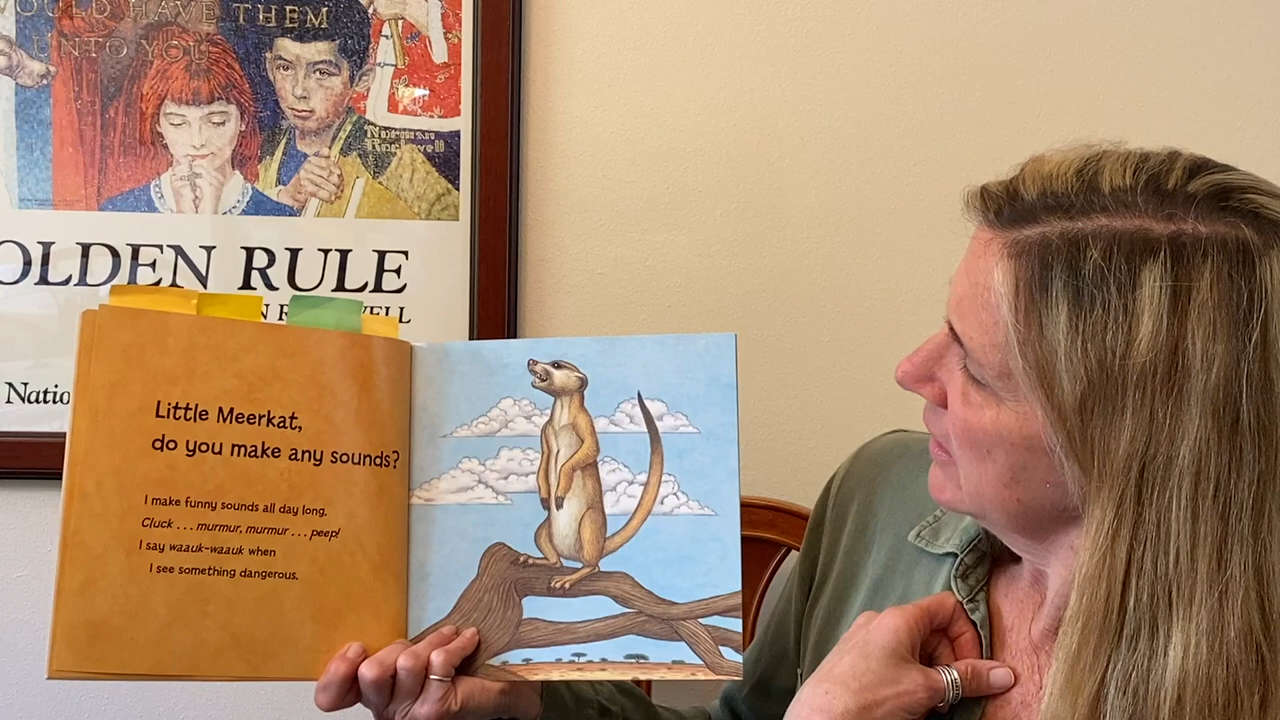 WOULD HAVE THEM
UNTO YOU
Norman
Rockwell
OLDEN RULE
Natio
Little Meerkat,
do you make any sounds?
I make funny sounds all day long.
Cluck . . . murmur, murmur . . . peep!
I say waauk-waauk when
I see something dangerous.